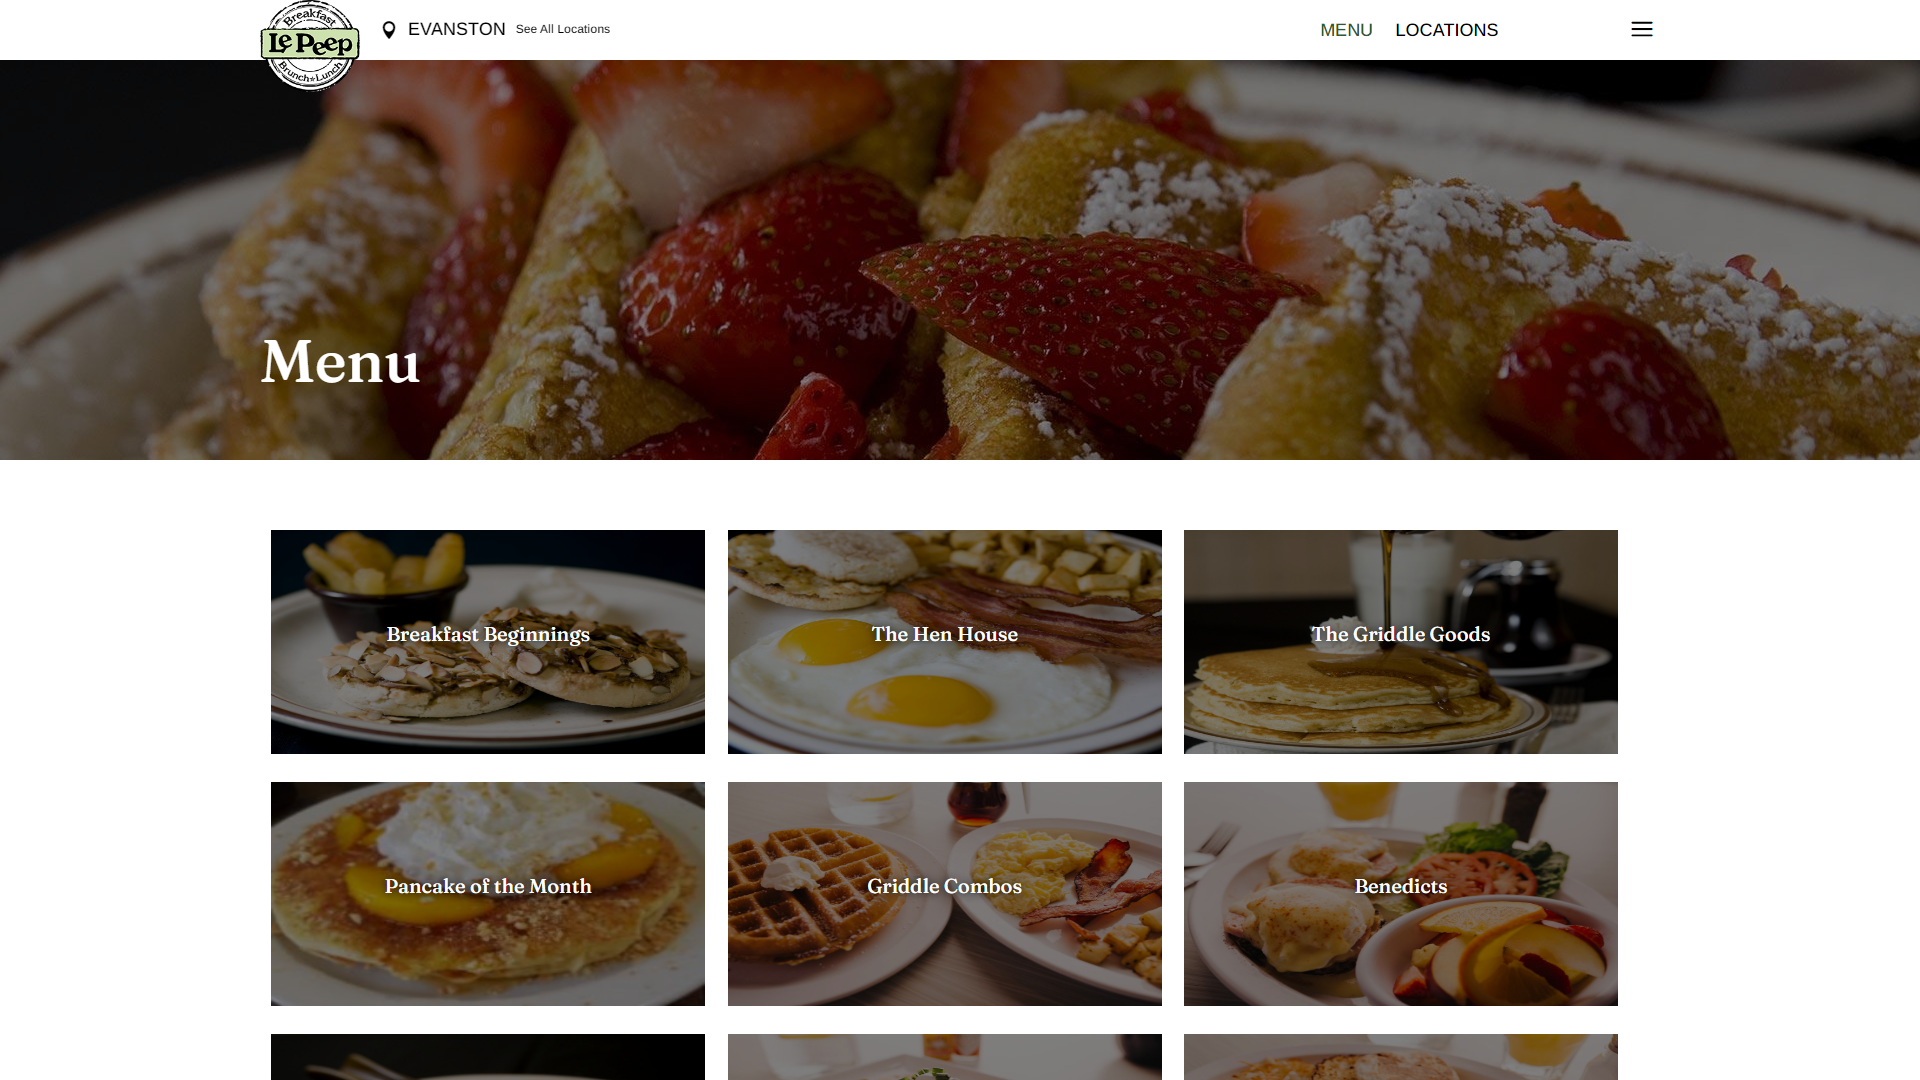 Breakfast
Le Peep
Brunch Lunch
EVANSTON
See All Locations
MENU
LOCATIONS
Menu
Breakfast Beginnings
The Hen House
The Griddle Goods
Pancake of the Month
Griddle Combos
Benedicts